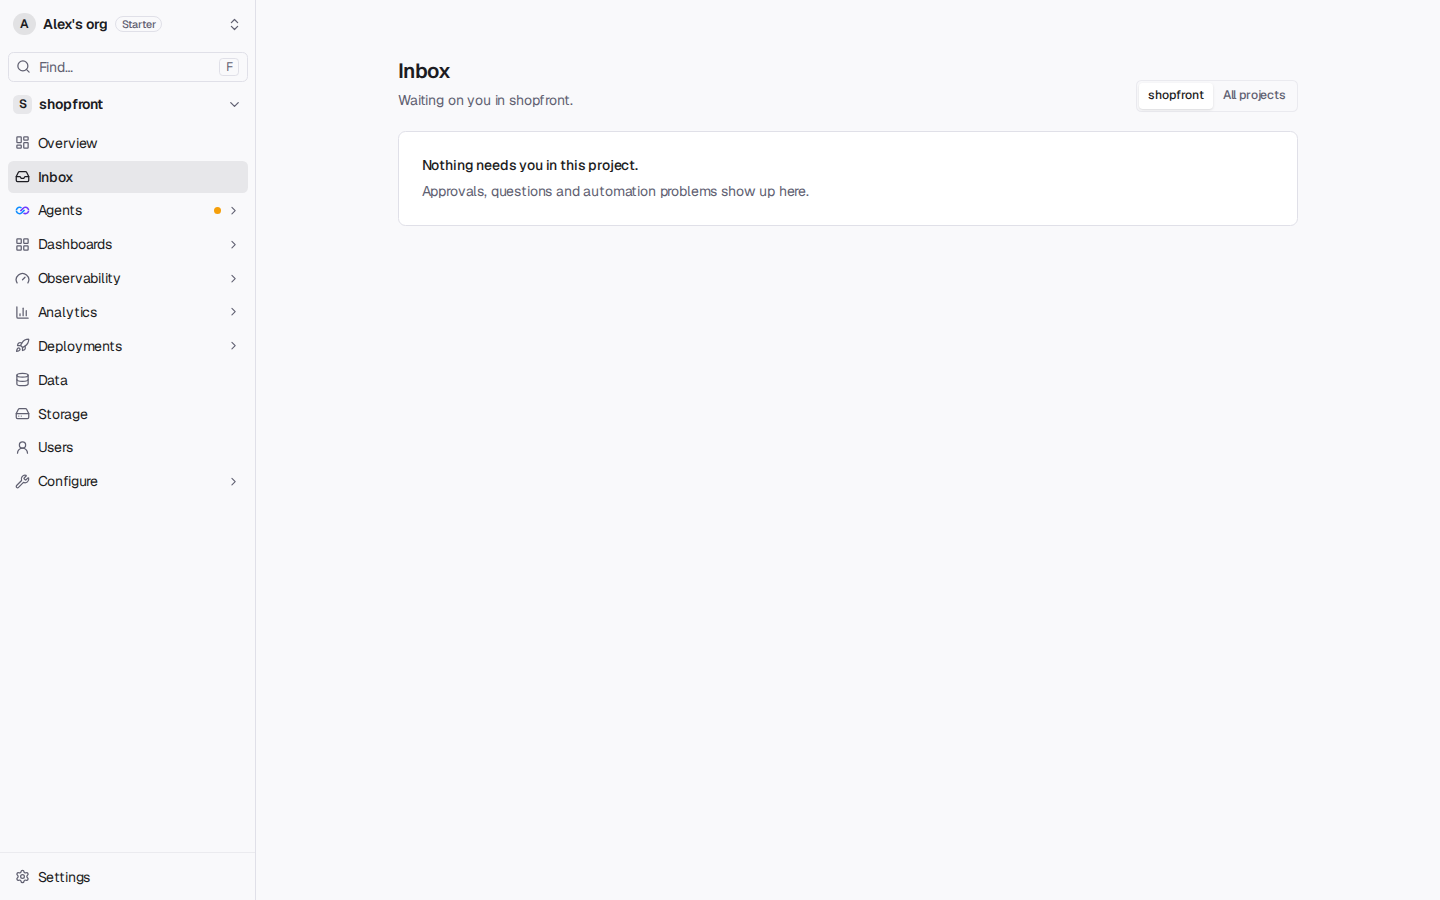 A Alex's org Starter
Find... F
S shopfront
Overview
Inbox
Agents
Dashboards
Observability
Analytics
Deployments
Data
Storage
Users
Configure
Settings
Inbox
Waiting on you in shopfront.
shopfront All projects
Nothing needs you in this project.
Approvals, questions and automation problems show up here.